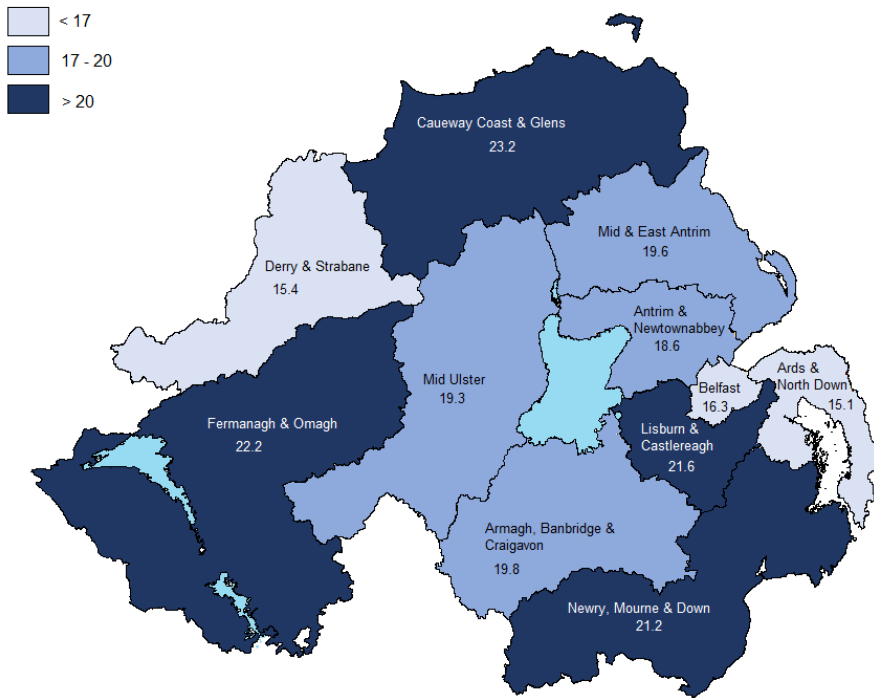 < 17
17 - 20
> 20
Caueway Coast & Glens
23.2
Mid & East Antrim
19.6
Derry & Strabane
15.4
Antrim &
Newtownabbey
18.6
Mid Ulster
19.3
Belfast
16.3
Ards &
North Down
15.1
Fermanagh & Omagh
22.2
Lisburn &
Castlereagh
21.6
Armagh, Banbridge &
Craigavon
19.8
Newry, Mourne & Down
21.2